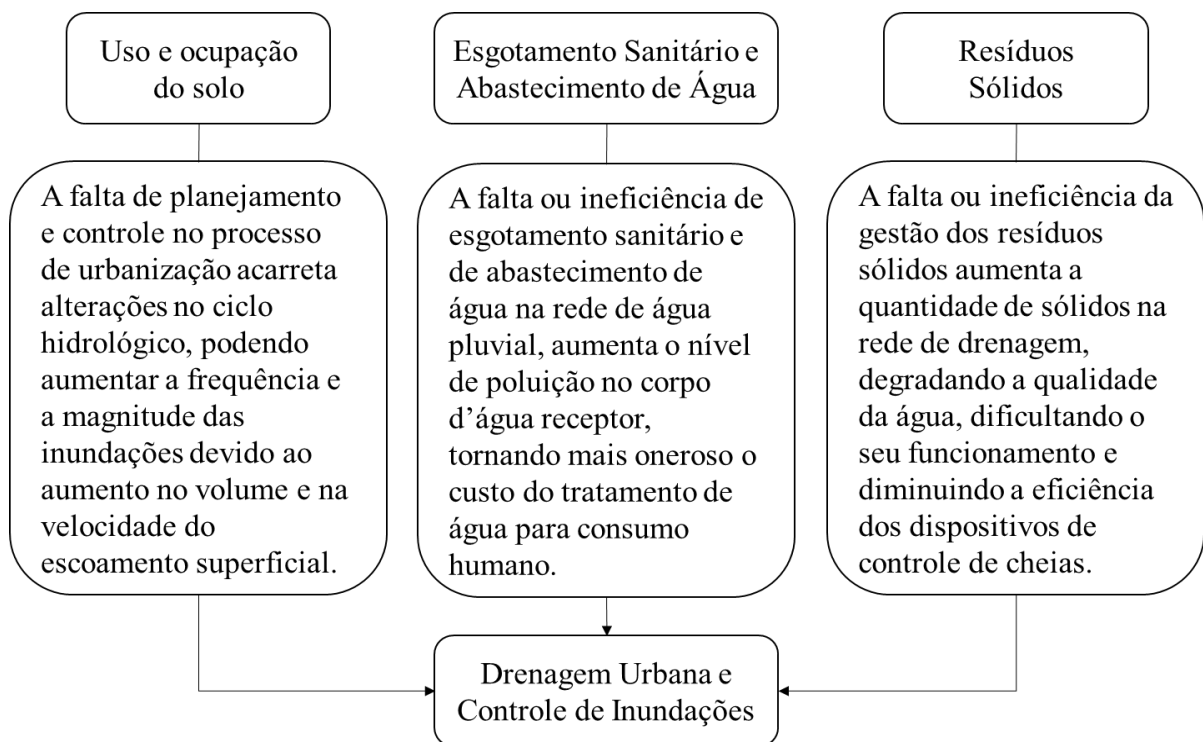 Uso e ocupação
do solo
Esgotamento Sanitário e
Abastecimento de Água
Resíduos
Sólidos
A falta de planejamento
e controle no processo
de urbanização acarreta
alterações no ciclo
hidrológico, podendo
aumentar a frequência e
a magnitude das
inundações devido ao
aumento no volume e na
velocidade do
escoamento superficial.
A falta ou ineficiência de
esgotamento sanitário e
de abastecimento de
água na rede de água
pluvial, aumenta o nível
de poluição no corpo
d’água receptor,
tornando mais oneroso o
custo do tratamento de
água para consumo
humano.
A falta ou ineficiência da
gestão dos resíduos
sólidos aumenta a
quantidade de sólidos na
rede de drenagem,
degradando a qualidade
da água, dificultando o
seu funcionamento e
diminuindo a eficiência
dos dispositivos de
controle de cheias.
Drenagem Urbana e
Controle de Inundações